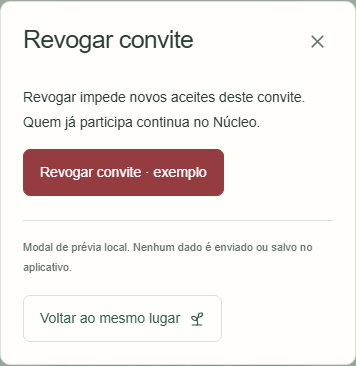 Revogar convite
Revogar impede novos aceites deste convite.
Quem já participa continua no Núcleo.
Revogar convite · exemplo
Modal de prévia local. Nenhum dado é enviado ou salvo no
aplicativo.
Voltar ao mesmo lugar